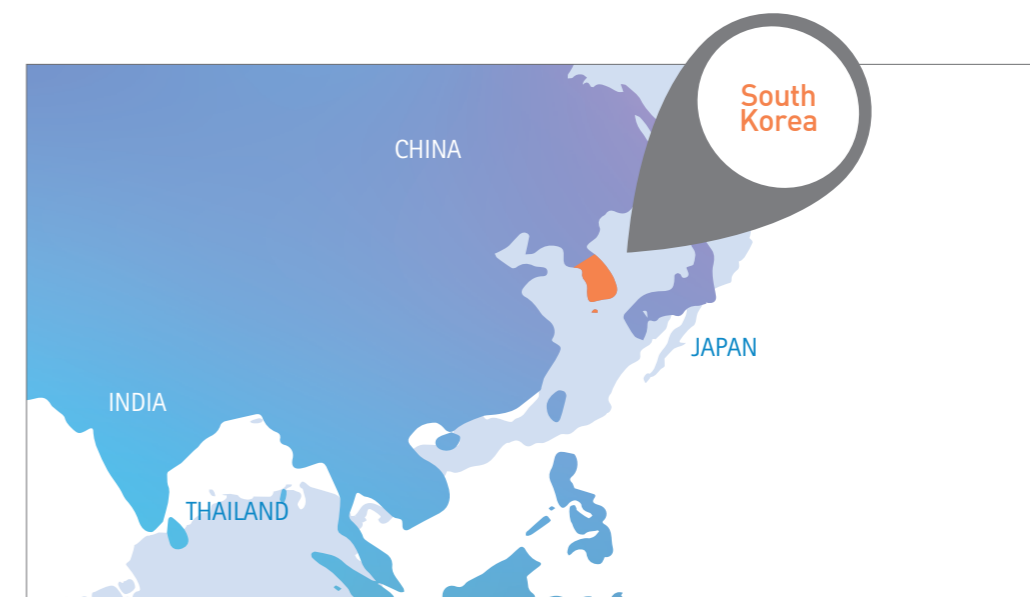 South
Korea
CHINA
JAPAN
INDIA
THAILAND